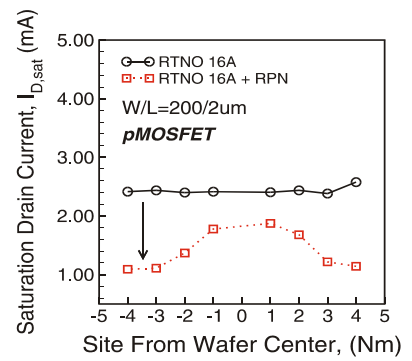 Saturation Drain Current, I_D,sat (mA)
5.00
4.00
3.00
2.00
1.00
RTNO 16A
RTNO 16A + RPN
W/L=200/2um
pMOSFET
-5 -4 -3 -2 -1 0 1 2 3 4 5
Site From Wafer Center, (Nm)